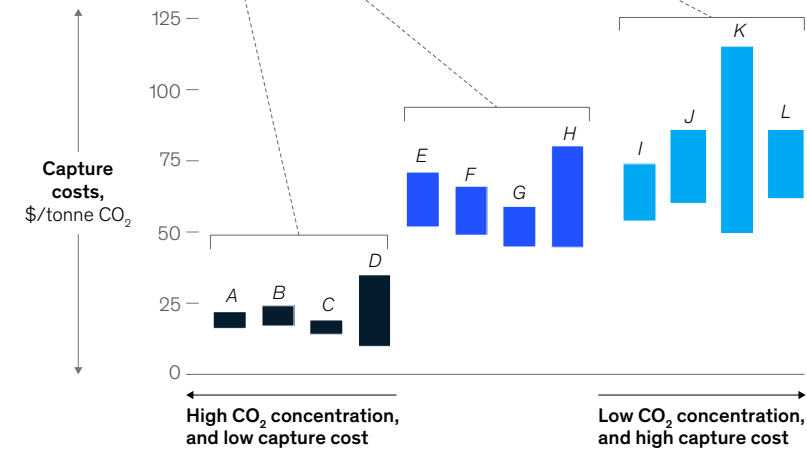 125
K
J
L
100
H
I
E
75
F
G
Capture
costs,
$/tonne CO₂
50
D
A
B
C
25
0
High CO₂ concentration,
and low capture cost
Low CO₂ concentration,
and high capture cost